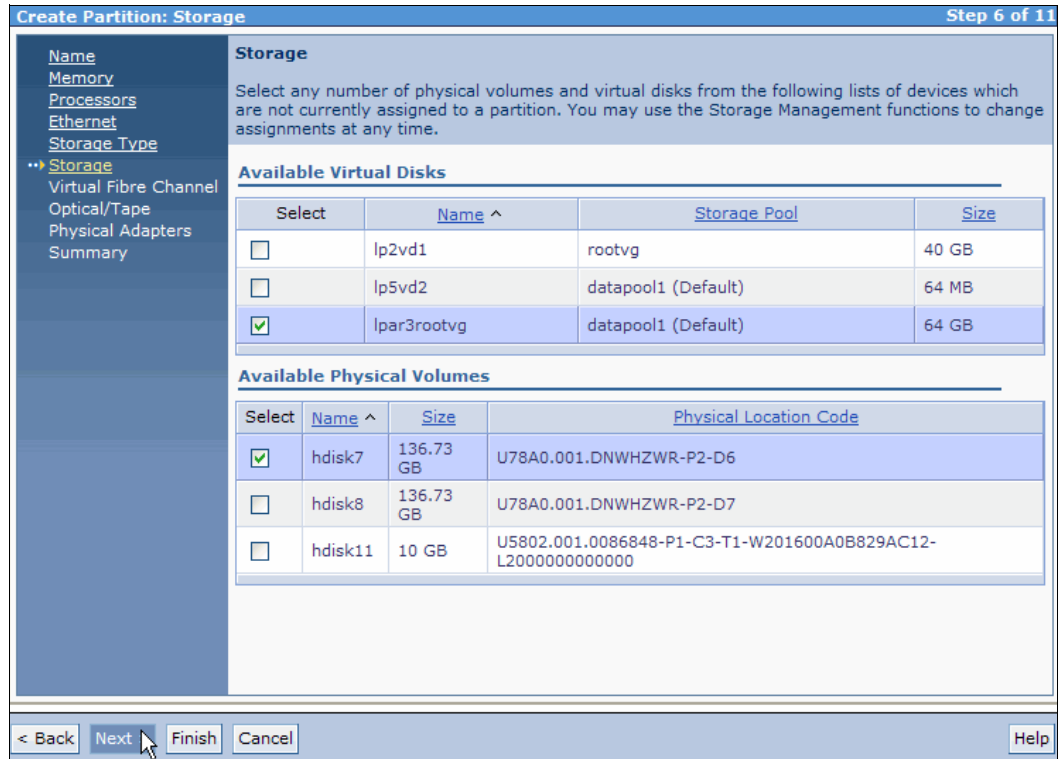 Create Partition: Storage Step 6 of 11
Name
Memory
Processors
Ethernet
Storage Type
Storage
Virtual Fibre Channel
Optical/Tape
Physical Adapters
Summary
Storage
Select any number of physical volumes and virtual disks from the following lists of devices which
are not currently assigned to a partition. You may use the Storage Management functions to change
assignments at any time.
Available Virtual Disks
Select Name ^ Storage Pool Size
lp2vd1 rootvg 40 GB
lp5vd2 datapool1 (Default) 64 MB
lpar3rootvg datapool1 (Default) 64 GB
Available Physical Volumes
Select Name ^ Size Physical Location Code
hdisk7 136.73 GB U78A0.001.DNWHZWR-P2-D6
hdisk8 136.73 GB U78A0.001.DNWHZWR-P2-D7
hdisk11 10 GB U5802.001.0086848-P1-C3-T1-W201600A0B829AC12-
L2000000000000
< Back Next Finish Cancel Help